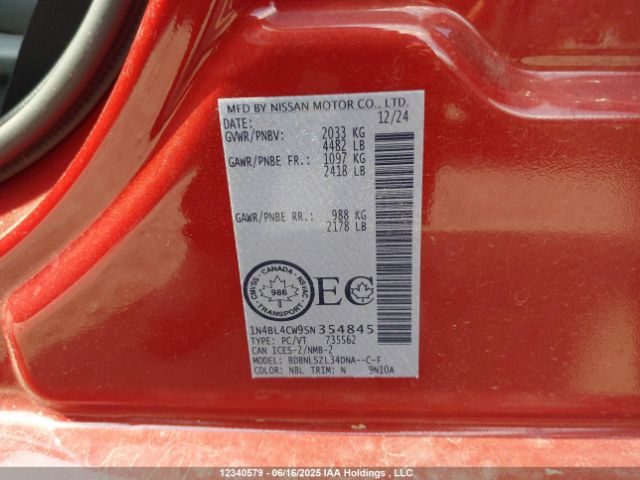 MFD BY NISSAN MOTOR CO., LTD.
DATE: 12/24
GVWR/PNBV: 2033 KG
4482 LB
GAWR/PNBE FR.: 1097 KG
2418 LB
GAWR/PNBE RR.: 988 KG
2178 LB
CMVSS · CANADA · NSVAC
986
TRANSPORT
EC
1N4BL4CW9SN354845
TYPE: PC/VT 735562
CAN ICES-2/NMB-2
MODEL: BDBNLSZL34DNA--C-F
COLOR: NBL TRIM: N 9N10A
12340579 - 06/16/2025 IAA Holdings , LLC